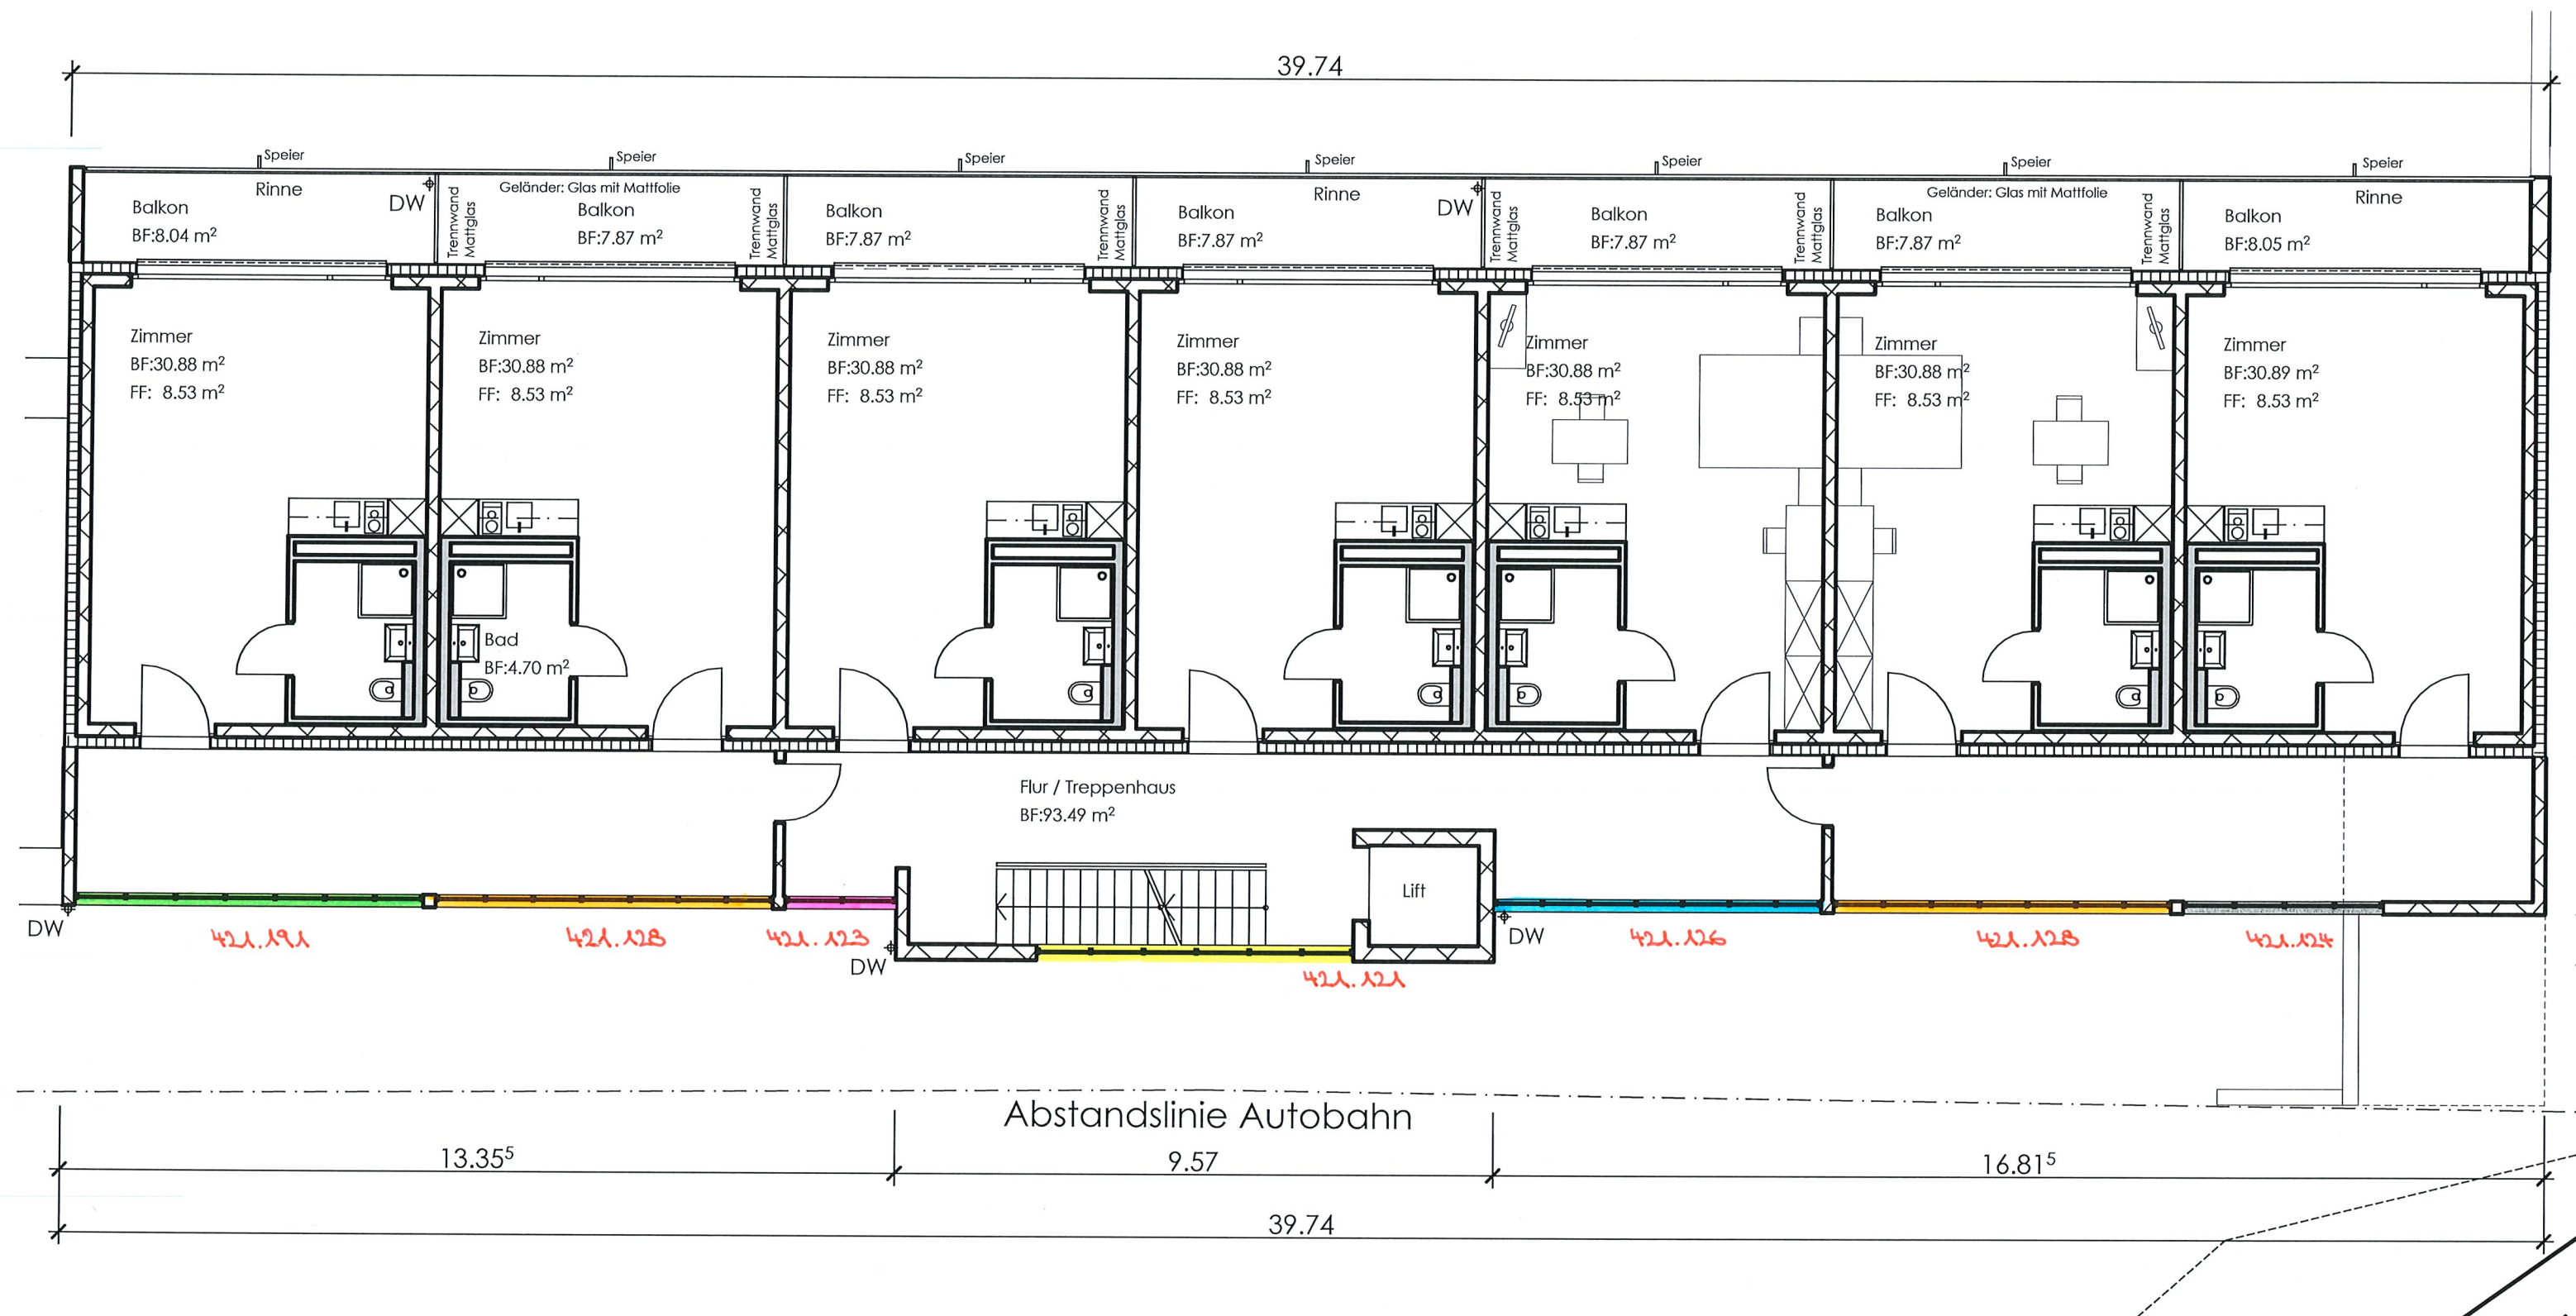 39.74
Speier
Speier
Speier
Speier
Speier
Speier
Speier
Rinne
DW
Balkon
BF:8.04 m²
Trennwand
Mattglas
Geländer: Glas mit Mattfolie
Balkon
BF:7.87 m²
Trennwand
Mattglas
Balkon
BF:7.87 m²
Trennwand
Mattglas
Rinne
DW
Balkon
BF:7.87 m²
Trennwand
Mattglas
Balkon
BF:7.87 m²
Trennwand
Mattglas
Geländer: Glas mit Mattfolie
Balkon
BF:7.87 m²
Trennwand
Mattglas
Rinne
Balkon
BF:8.05 m²
Zimmer
BF:30.88 m²
FF: 8.53 m²
Zimmer
BF:30.88 m²
FF: 8.53 m²
Zimmer
BF:30.88 m²
FF: 8.53 m²
Zimmer
BF:30.88 m²
FF: 8.53 m²
Zimmer
BF:30.88 m²
FF: 8.53 m²
Zimmer
BF:30.88 m²
FF: 8.53 m²
Zimmer
BF:30.89 m²
FF: 8.53 m²
Bad
BF:4.70 m²
Flur / Treppenhaus
BF:93.49 m²
Lift
DW
421.191
421.128
421.123
DW
421.121
DW
421.126
421.128
421.124
Abstandslinie Autobahn
13.35⁵
9.57
16.81⁵
39.74